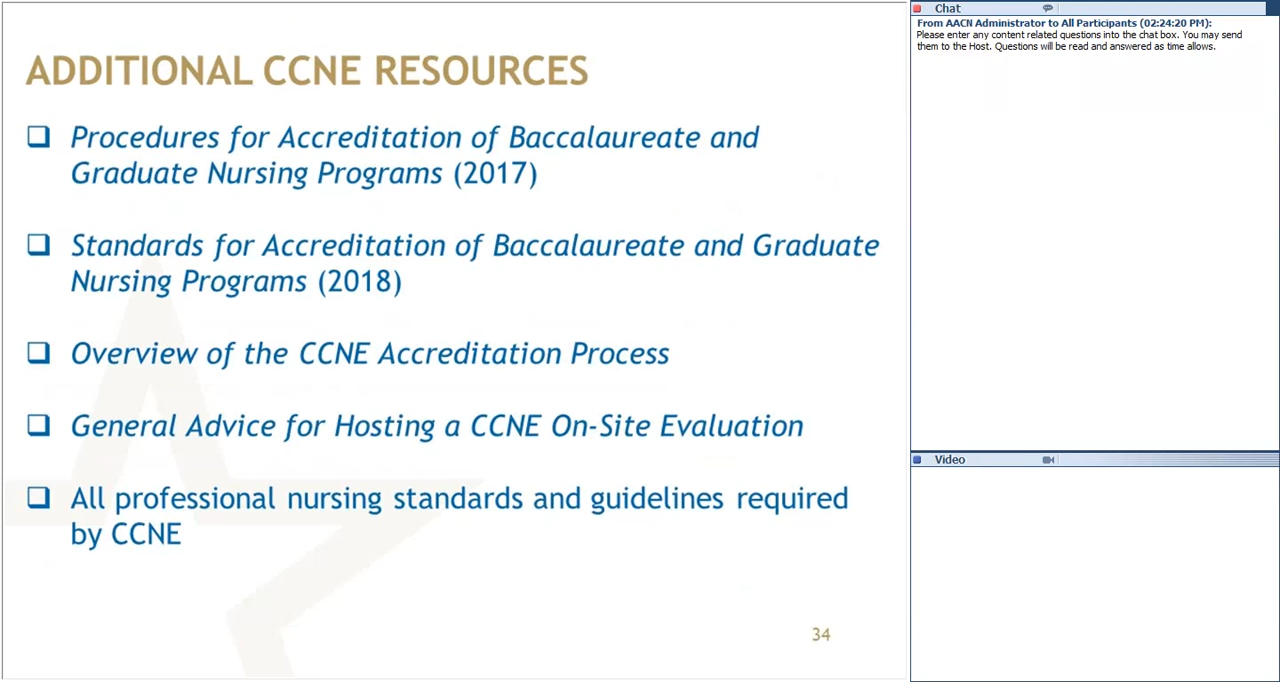 ADDITIONAL CCNE RESOURCES
Procedures for Accreditation of Baccalaureate and
Graduate Nursing Programs (2017)
Standards for Accreditation of Baccalaureate and Graduate
Nursing Programs (2018)
Overview of the CCNE Accreditation Process
General Advice for Hosting a CCNE On-Site Evaluation
All professional nursing standards and guidelines required
by CCNE
34
Chat
From AACN Administrator to All Participants (02:24:20 PM):
Please enter any content related questions into the chat box. You may send
them to the Host. Questions will be read and answered as time allows.
Video